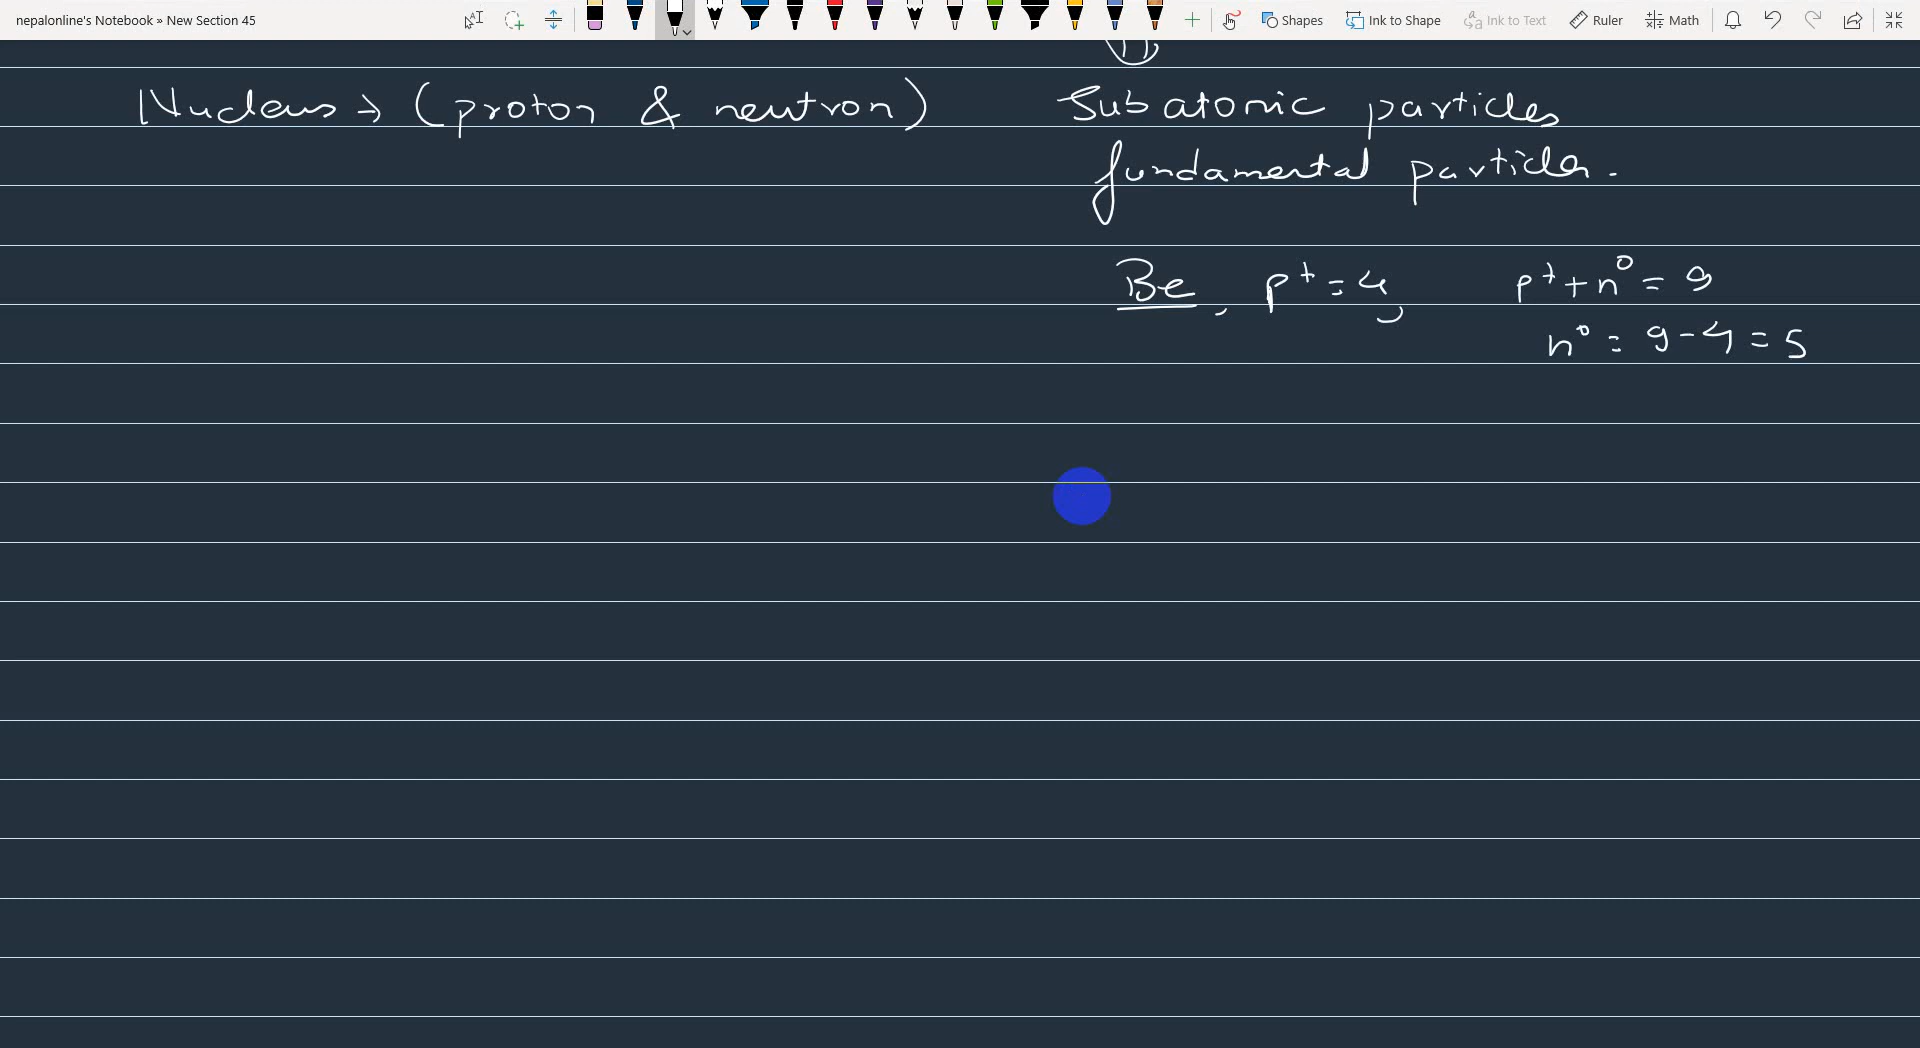 nepalonline's Notebook » New Section 45
Shapes Ink to Shape Ink to Text Ruler Math
Nucleus → (proton & neutron)
Subatomic particles
fundamental particles.
Be, p⁺ = 4, p⁺ + n⁰ = 9
n⁰ = 9 - 4 = 5